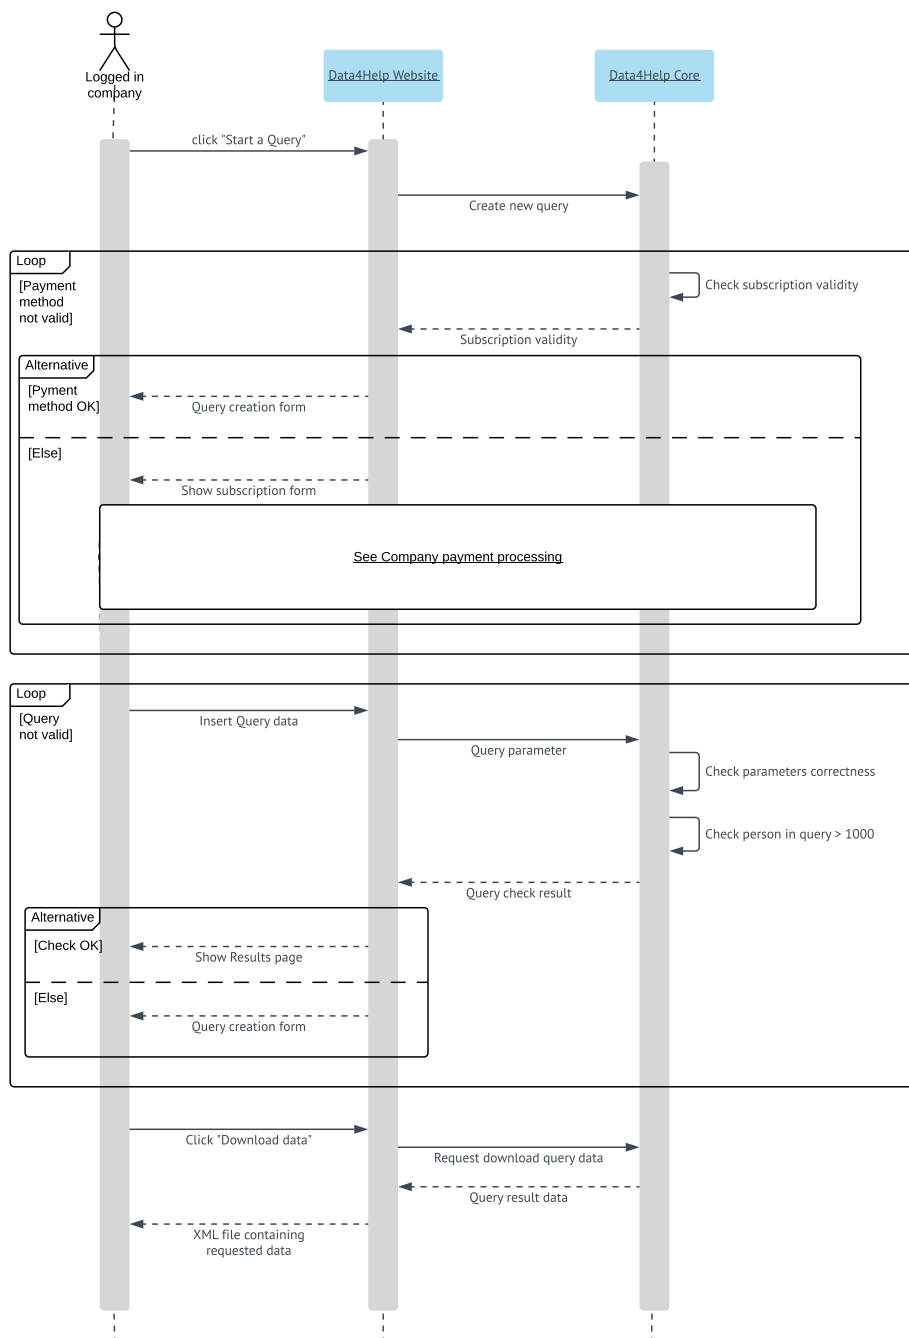 Logged in
company
Data4Help Website
Data4Help Core
click "Start a Query"
Create new query
Loop
[Payment
method
not valid]
Check subscription validity
Subscription validity
Alternative
[Pyment
method OK]
Query creation form
[Else]
Show subscription form
See Company payment processing
Loop
[Query
not valid]
Insert Query data
Query parameter
Check parameters correctness
Check person in query > 1000
Query check result
Alternative
[Check OK]
Show Results page
[Else]
Query creation form
Click "Download data"
Request download query data
Query result data
XML file containing
requested data